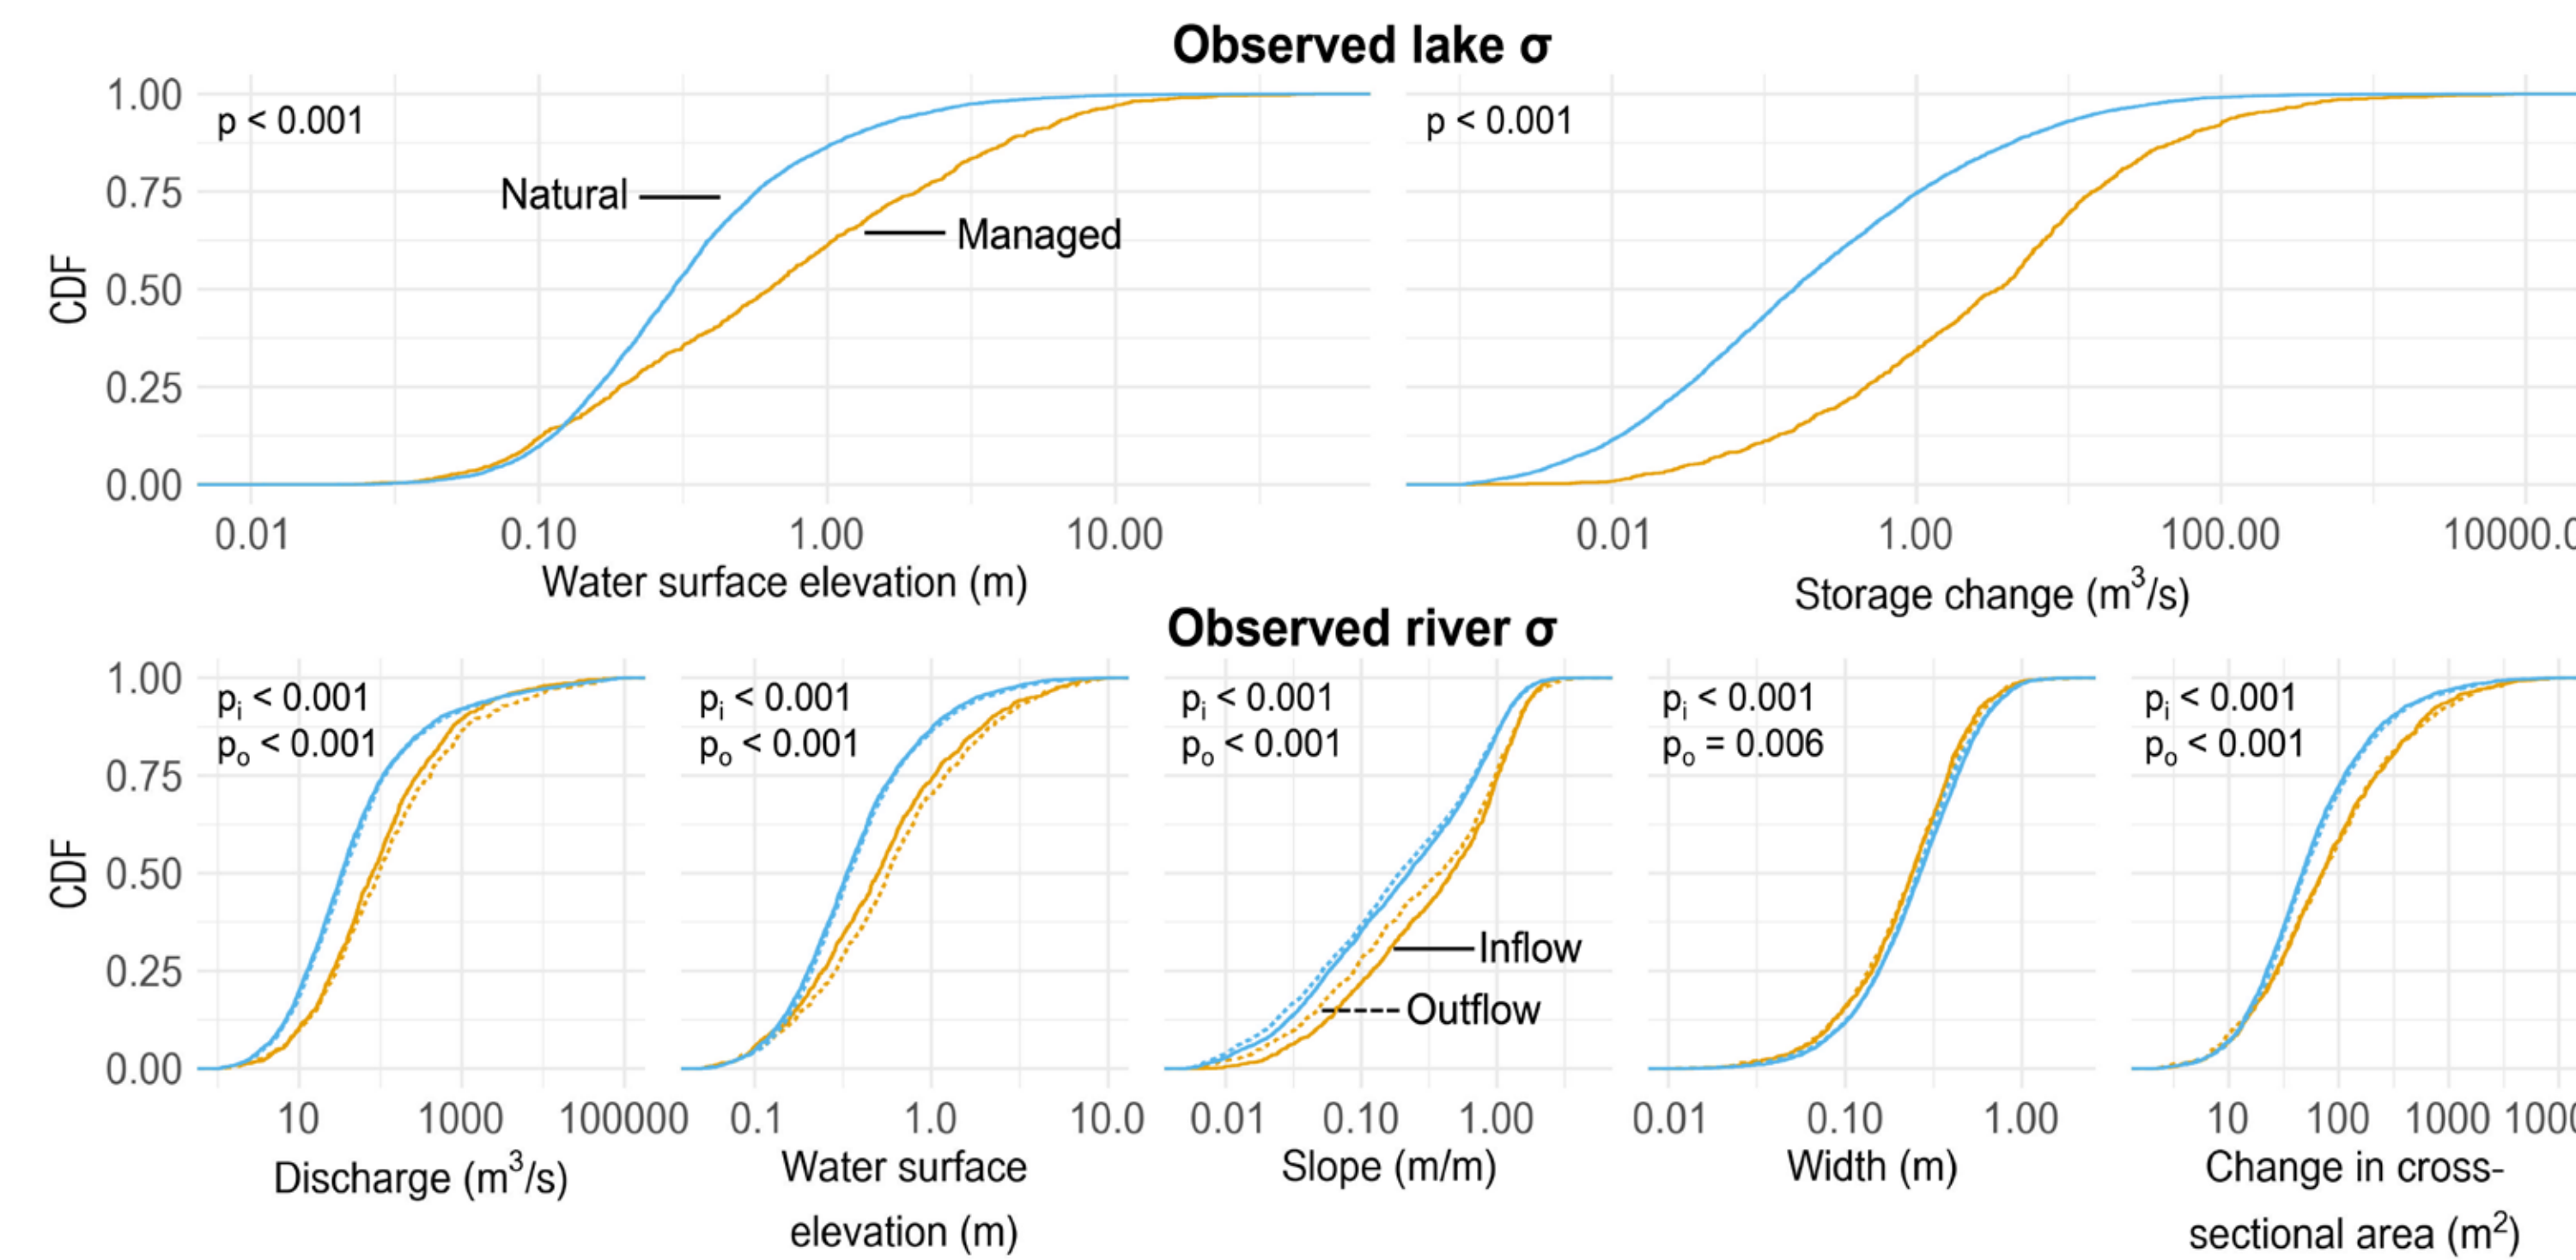 Observed lake σ
1.00
0.75
0.50
0.25
0.00
CDF
p < 0.001
Natural
Managed
0.01 0.10 1.00 10.00
Water surface elevation (m)
p < 0.001
0.01 1.00 100.00 10000.0
Storage change (m³/s)
Observed river σ
1.00
0.75
0.50
0.25
0.00
CDF
pᵢ < 0.001
pₒ < 0.001
10 1000 100000
Discharge (m³/s)
pᵢ < 0.001
pₒ < 0.001
0.1 1.0 10.0
Water surface
elevation (m)
pᵢ < 0.001
pₒ < 0.001
Inflow
Outflow
0.01 0.10 1.00
Slope (m/m)
pᵢ < 0.001
pₒ = 0.006
0.01 0.10 1.00
Width (m)
pᵢ < 0.001
pₒ < 0.001
10 100 1000 1000
Change in cross-
sectional area (m²)